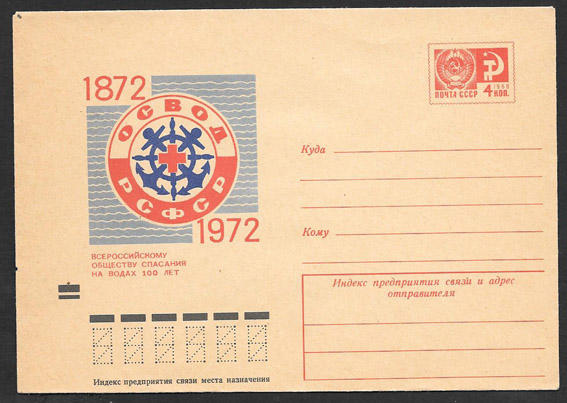 1872
ОСВОД
РСФСР
1972
ВСЕРОССИЙСКОМУ
ОБЩЕСТВУ СПАСАНИЯ
НА ВОДАХ 100 ЛЕТ
1966
ПОЧТА СССР 4 КОП.
Куда
Кому
Индекс предприятия связи и адрес
отправителя
Индекс предприятия связи места назначения